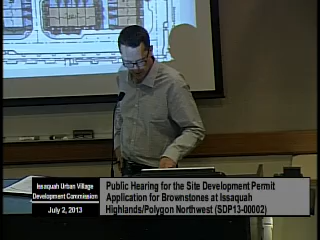 Issaquah Urban Village
Development Commission
July 2, 2013
Public Hearing for the Site Development Permit
Application for Brownstones at Issaquah
Highlands/Polygon Northwest (SDP13-00002)